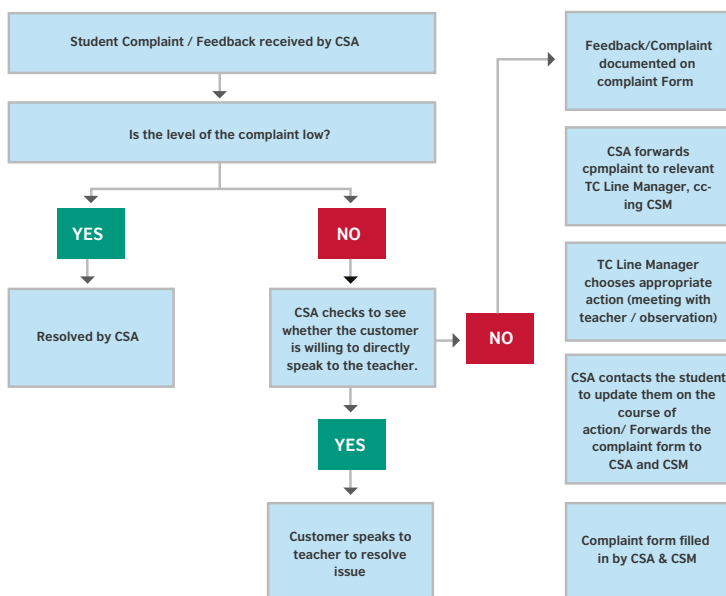 Student Complaint / Feedback received by CSA
Is the level of the complaint low?
YES
NO
Resolved by CSA
CSA checks to see
whether the customer
is willing to directly
speak to the teacher.
NO
YES
Customer speaks to
teacher to resolve
issue
Feedback/Complaint
documented on
complaint Form
CSA forwards
cpmplaint to relevant
TC Line Manager, cc-
ing CSM
TC Line Manager
chooses appropriate
action (meeting with
teacher / observation)
CSA contacts the student
to update them on the
course of
action/ Forwards the
complaint form to
CSA and CSM
Complaint form filled
in by CSA & CSM